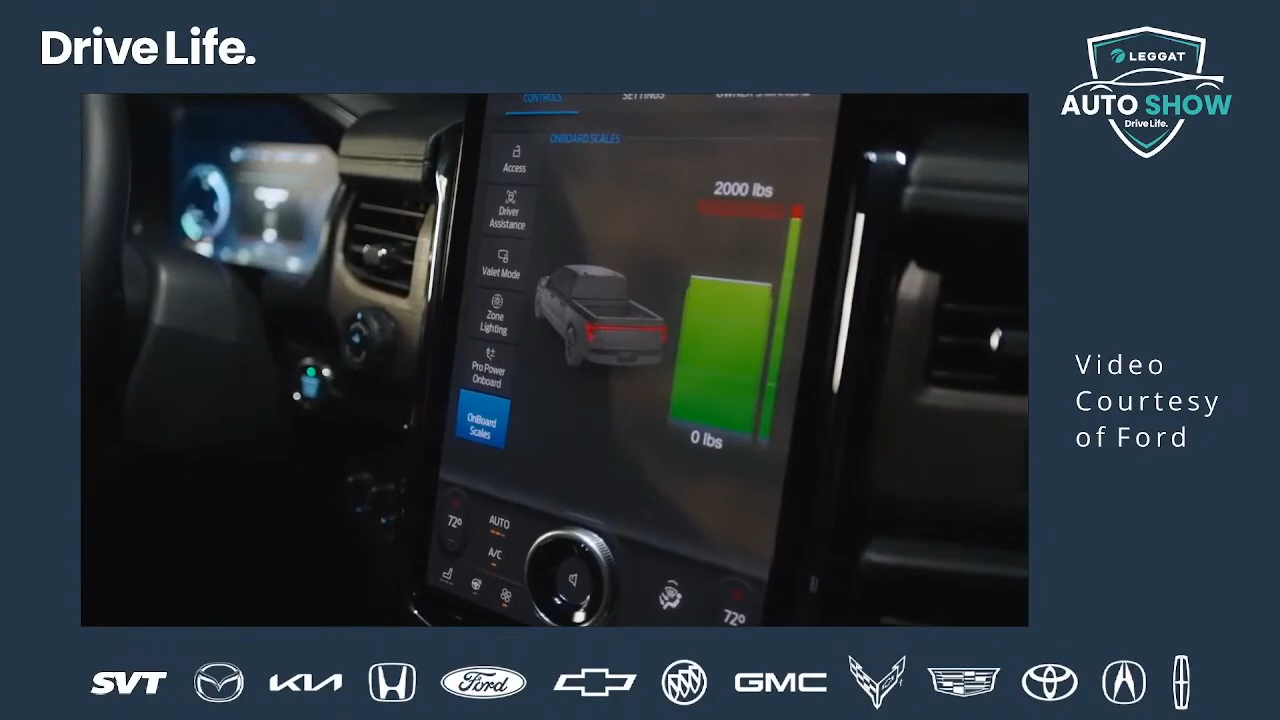 Drive Life.
LEGGAT
AUTO SHOW
Drive Life.
CONTROLS
SETTINGS
OWNER'S MANUAL
ONBOARD SCALES
Access
Driver
Assistance
Valet Mode
Zone
Lighting
Pro Power
Onboard
OnBoard
Scales
2000 lbs
0 lbs
72°
AUTO
A/C
72°
Video
Courtesy
of Ford
SVT
KIA
Ford
GMC